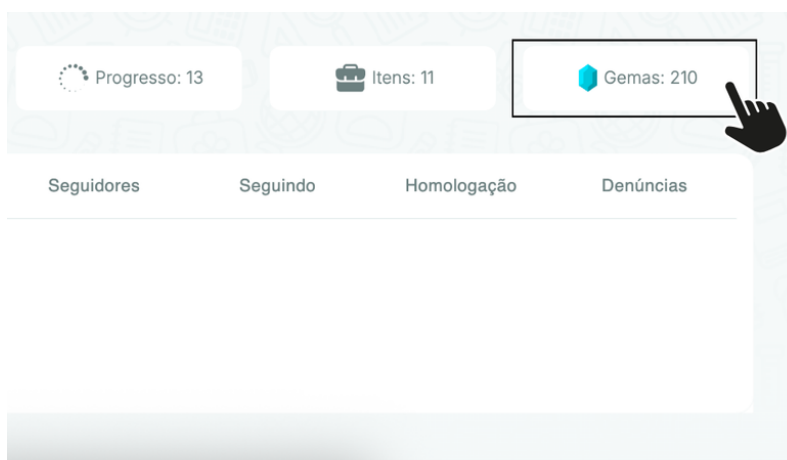 Progresso: 13 Itens: 11 Gemas: 210
Seguidores Seguindo Homologação Denúncias